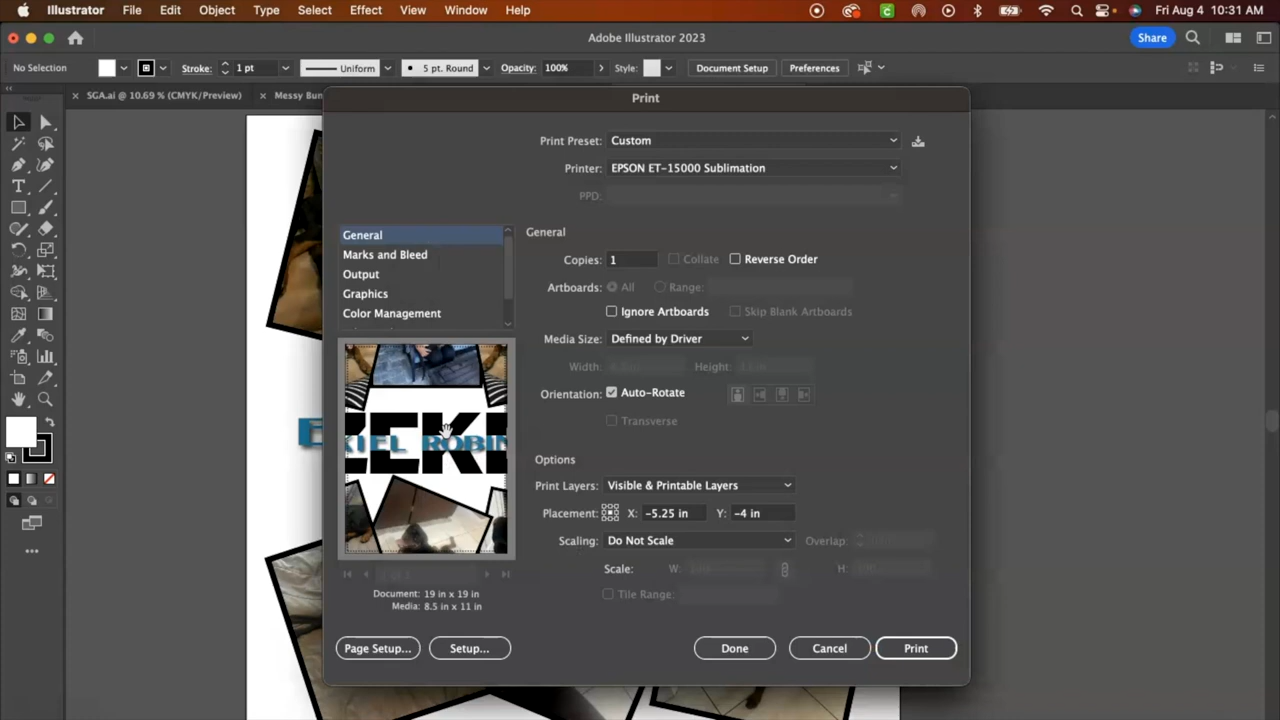 Illustrator File Edit Object Type Select Effect View Window Help Fri Aug 4 10:31 AM
Adobe Illustrator 2023 Share
No Selection Stroke: 1 pt Uniform 5 pt. Round Opacity: 100% Style: Document Setup Preferences
SGA.ai @ 10.69 % (CMYK/Preview) Messy Bun
Print
Print Preset: Custom
Printer: EPSON ET-15000 Sublimation
PPD:
General General
Marks and Bleed Copies: 1 Collate Reverse Order
Output Artboards: All Range:
Graphics Ignore Artboards Skip Blank Artboards
Color Management
Media Size: Defined by Driver
Width: Height:
Orientation: Auto-Rotate
Transverse
EKE
KIEL ROBIN
Options
Print Layers: Visible & Printable Layers
Placement: X: -5.25 in Y: -4 in
Scaling: Do Not Scale Overlap:
Scale: W: H:
Tile Range:
Document: 19 in x 19 in
Media: 8.5 in x 11 in
Page Setup... Setup... Done Cancel Print